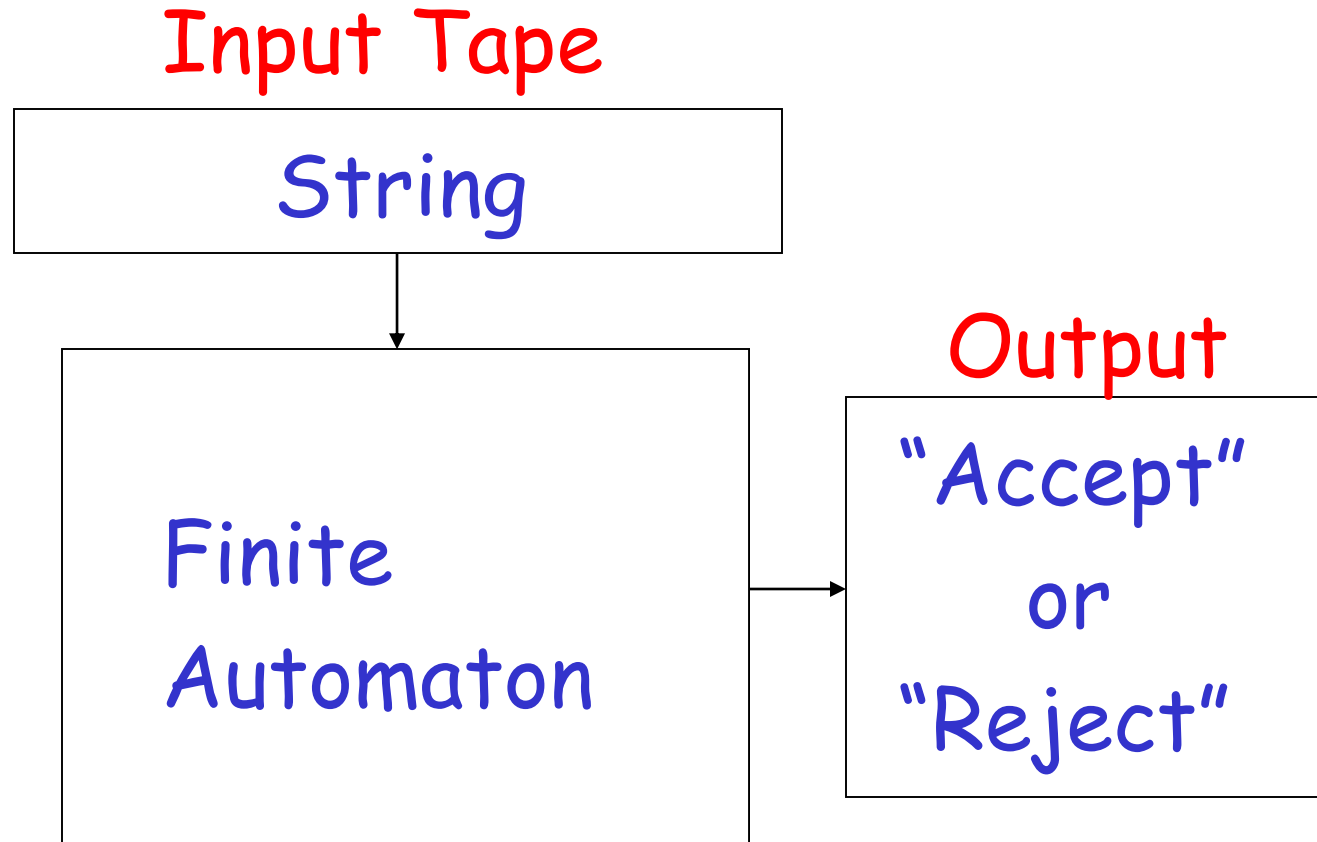 Input Tape
String
Output
“Accept”
or
“Reject”
Finite
Automaton